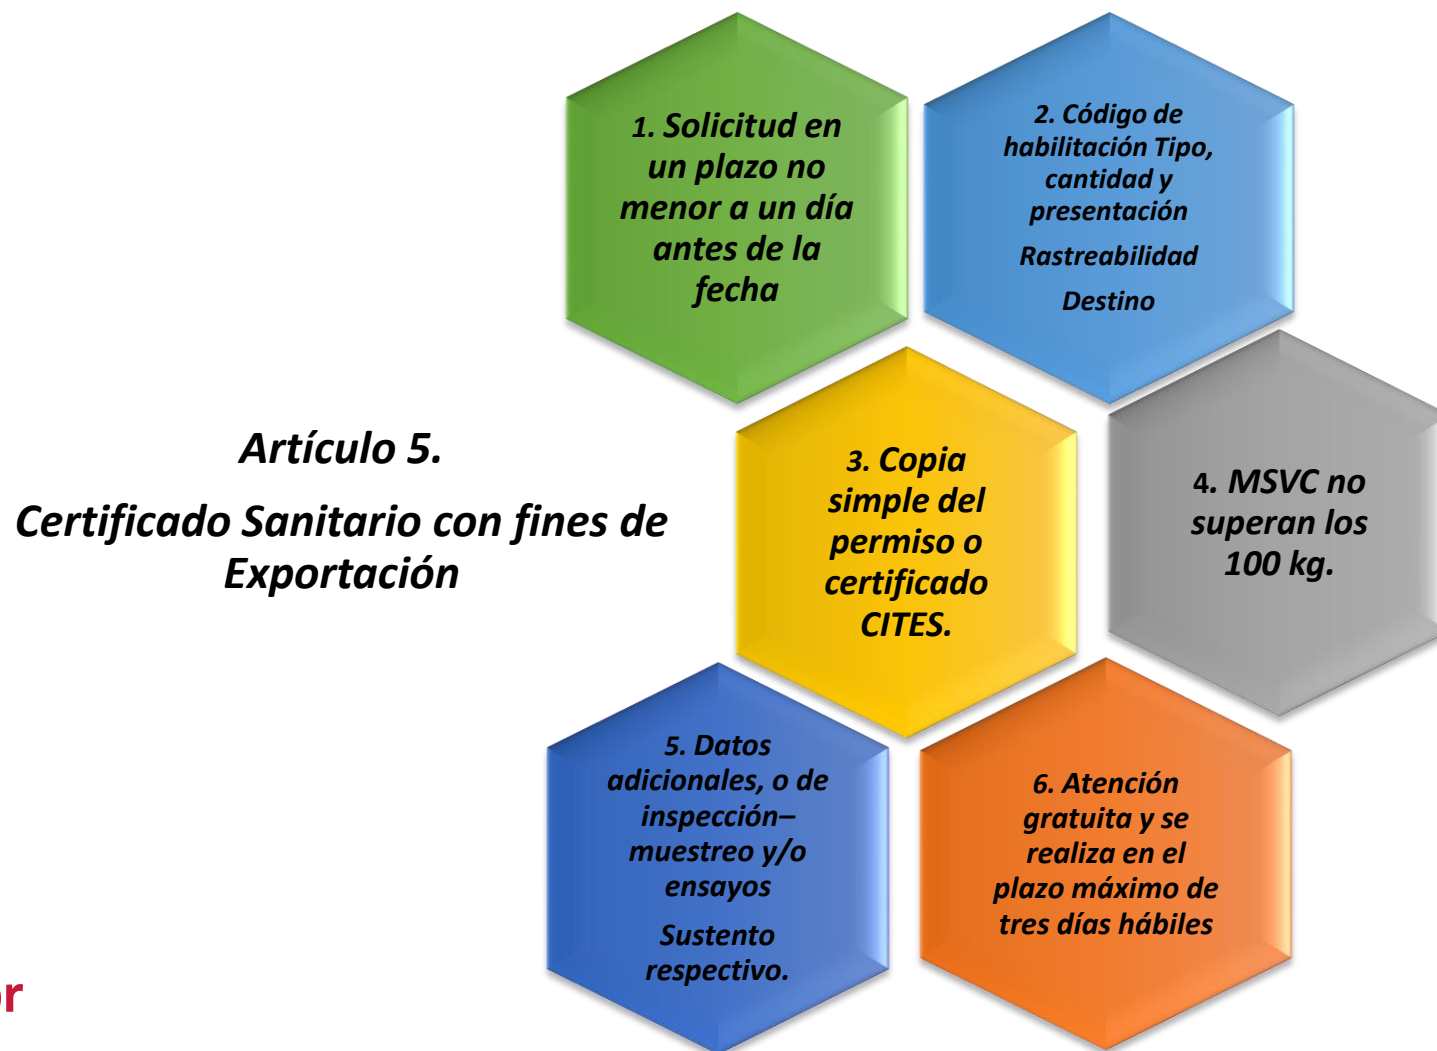 Artículo 5.
Certificado Sanitario con fines de
Exportación
1. Solicitud en
un plazo no
menor a un día
antes de la
fecha
2. Código de
habilitación Tipo,
cantidad y
presentación
Rastreabilidad
Destino
3. Copia
simple del
permiso o
certificado
CITES.
4. MSVC no
superan los
100 kg.
5. Datos
adicionales, o de
inspección–
muestreo y/o
ensayos
Sustento
respectivo.
6. Atención
gratuita y se
realiza en el
plazo máximo de
tres días hábiles